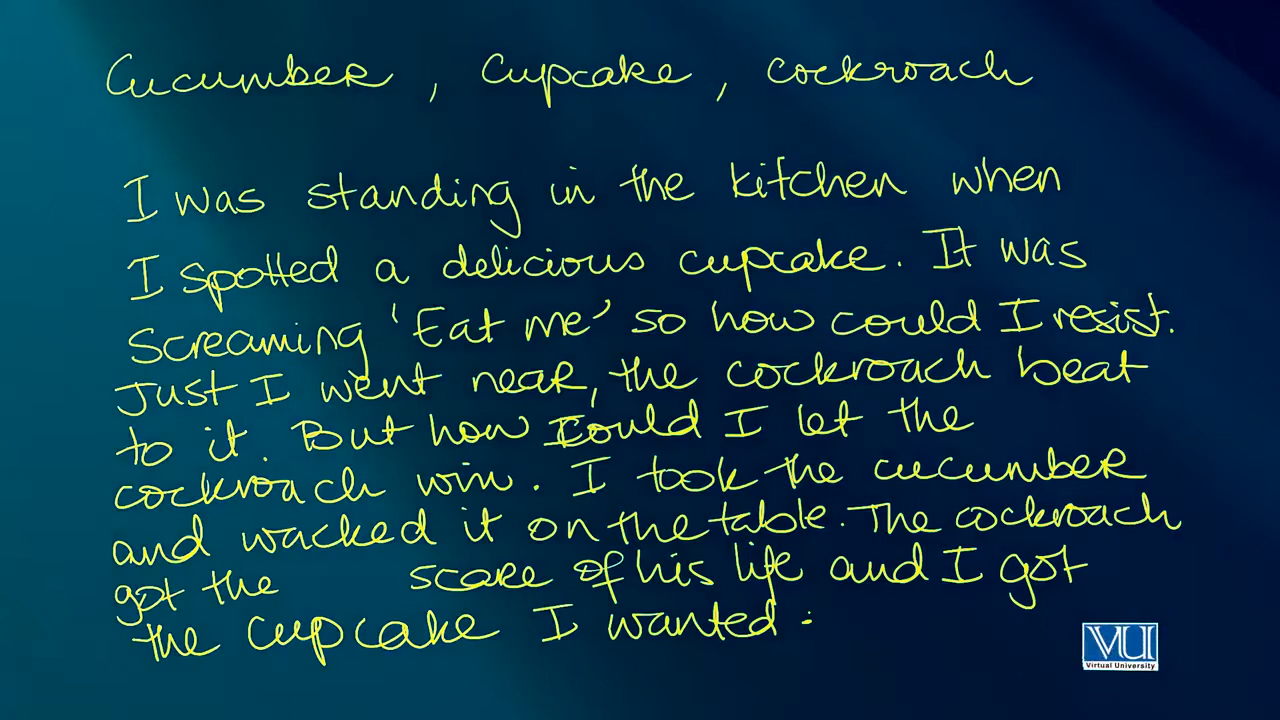 Cucumber, Cupcake, cockroach
I was standing in the kitchen when
I spotted a delicious cupcake. It was
screaming 'Eat me' so how could I resist.
Just I went near, the cockroach beat
to it. But how could I let the
cockroach win. I took the cucumber
and wacked it on the table. The cockroach
got the scare of his life and I got
the cupcake I wanted.
VU
Virtual University